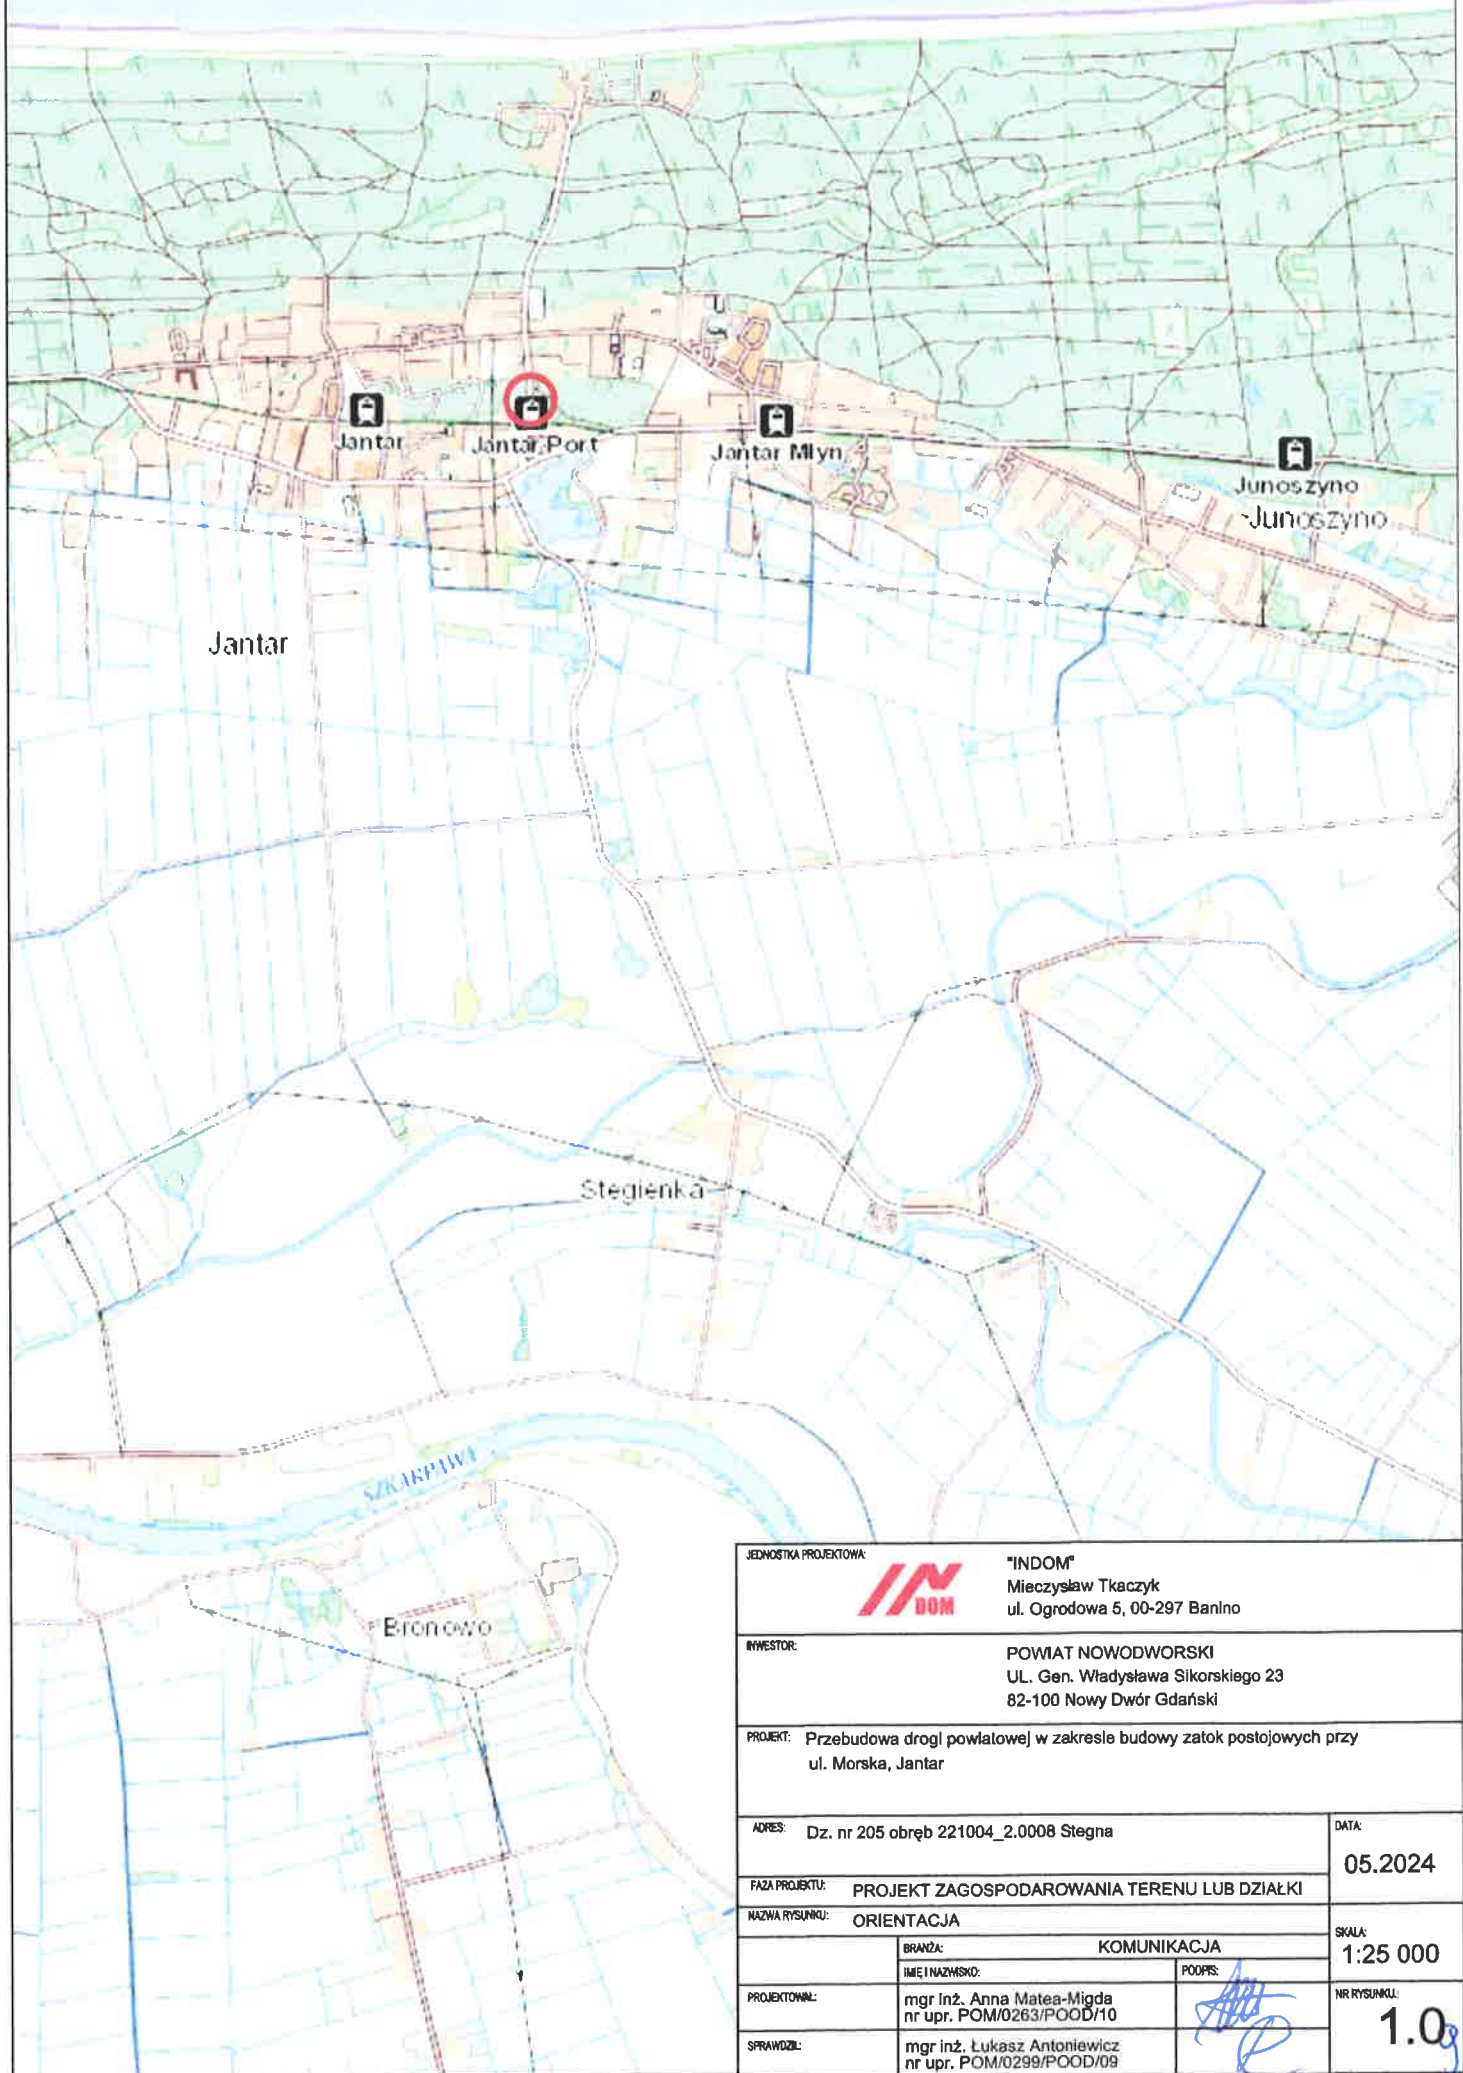 Jantar
Jantar Port
Jantar Młyn
Junoszyno
Junoszyno
Jantar
Stegienka
SZKARPAWA
Bronowo
JEDNOSTKA PROJEKTOWA:
IN DOM
"INDOM"
Mieczysław Tkaczyk
ul. Ogrodowa 5, 00-297 Banino
INWESTOR:
POWIAT NOWODWORSKI
UL. Gen. Władysława Sikorskiego 23
82-100 Nowy Dwór Gdański
PROJEKT: Przebudowa drogi powiatowej w zakresie budowy zatok postojowych przy
ul. Morska, Jantar
ADRES: Dz. nr 205 obręb 221004_2.0008 Stegna
DATA:
05.2024
FAZA PROJEKTU: PROJEKT ZAGOSPODAROWANIA TERENU LUB DZIAŁKI
NAZWA RYSUNKU: ORIENTACJA
SKALA:
1:25 000
BRANŻA: KOMUNIKACJA
IMIĘ I NAZWISKO: PODPIS:
PROJEKTOWAŁ: mgr inż. Anna Matea-Migda
nr upr. POM/0263/POOD/10
NR RYSUNKU:
1.0
SPRAWDZIŁ: mgr inż. Łukasz Antoniewicz
nr upr. POM/0299/POOD/09